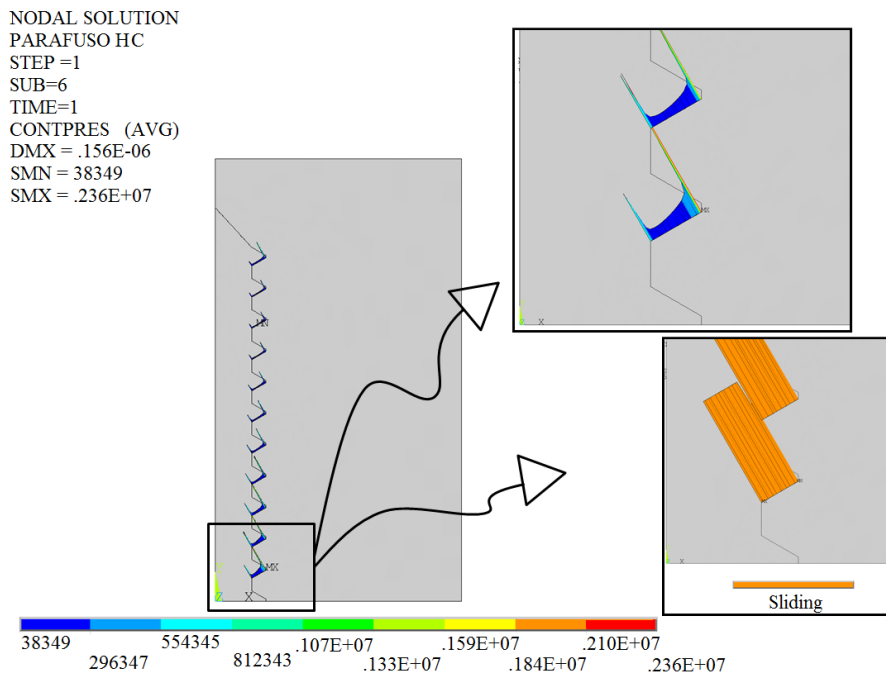 NODAL SOLUTION
PARAFUSO HC
STEP =1
SUB=6
TIME=1
CONTPRES (AVG)
DMX = .156E-06
SMN = 38349
SMX = .236E+07
MN
MX
Z X
MX
X
MX
X
Sliding
38349 554345 .107E+07 .159E+07 .210E+07
296347 812343 .133E+07 .184E+07 .236E+07